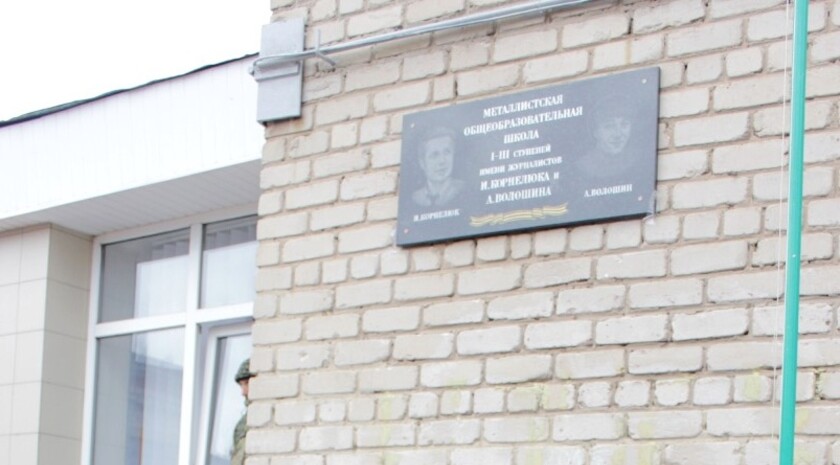 МЕТАЛЛИСТСКАЯ
ОБЩЕОБРАЗОВАТЕЛЬНАЯ
ШКОЛА
I-III СТУПЕНЕЙ
ИМЕНИ ЖУРНАЛИСТОВ
И.КОРНЕЛЮКА и
А.ВОЛОШИНА
И.КОРНЕЛЮК
А.ВОЛОШИН